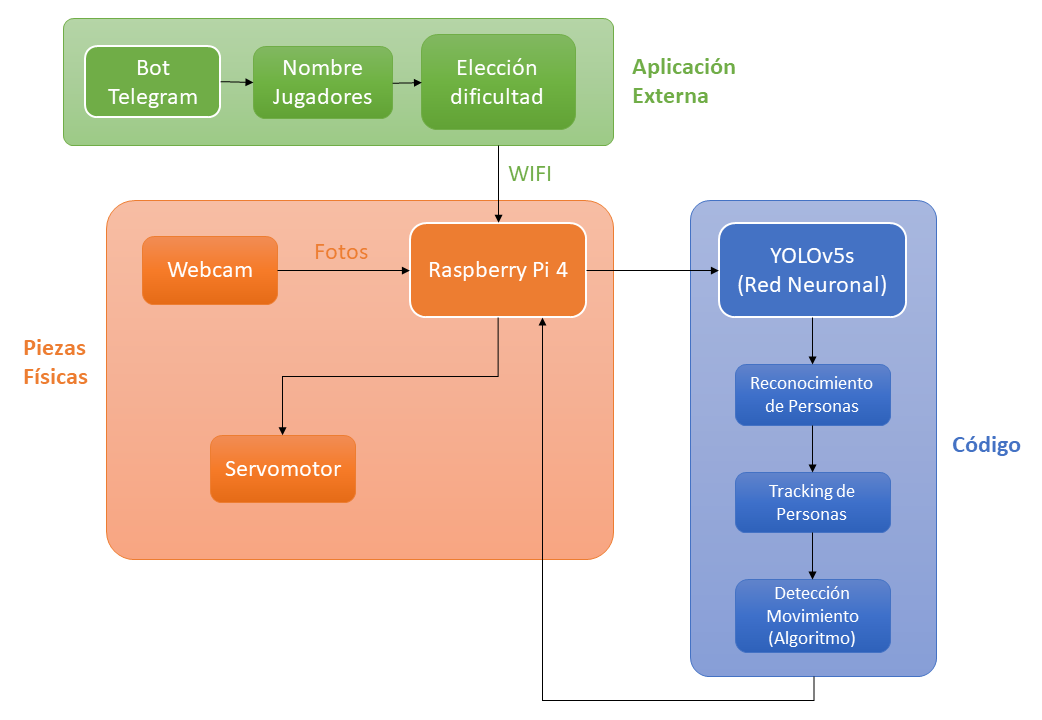 Bot
Telegram
Nombre
Jugadores
Elección
dificultad
Aplicación
Externa
WIFI
Webcam
Fotos
Raspberry Pi 4
YOLOv5s
(Red Neuronal)
Piezas
Físicas
Servomotor
Reconocimiento
de Personas
Código
Tracking de
Personas
Detección
Movimiento
(Algoritmo)